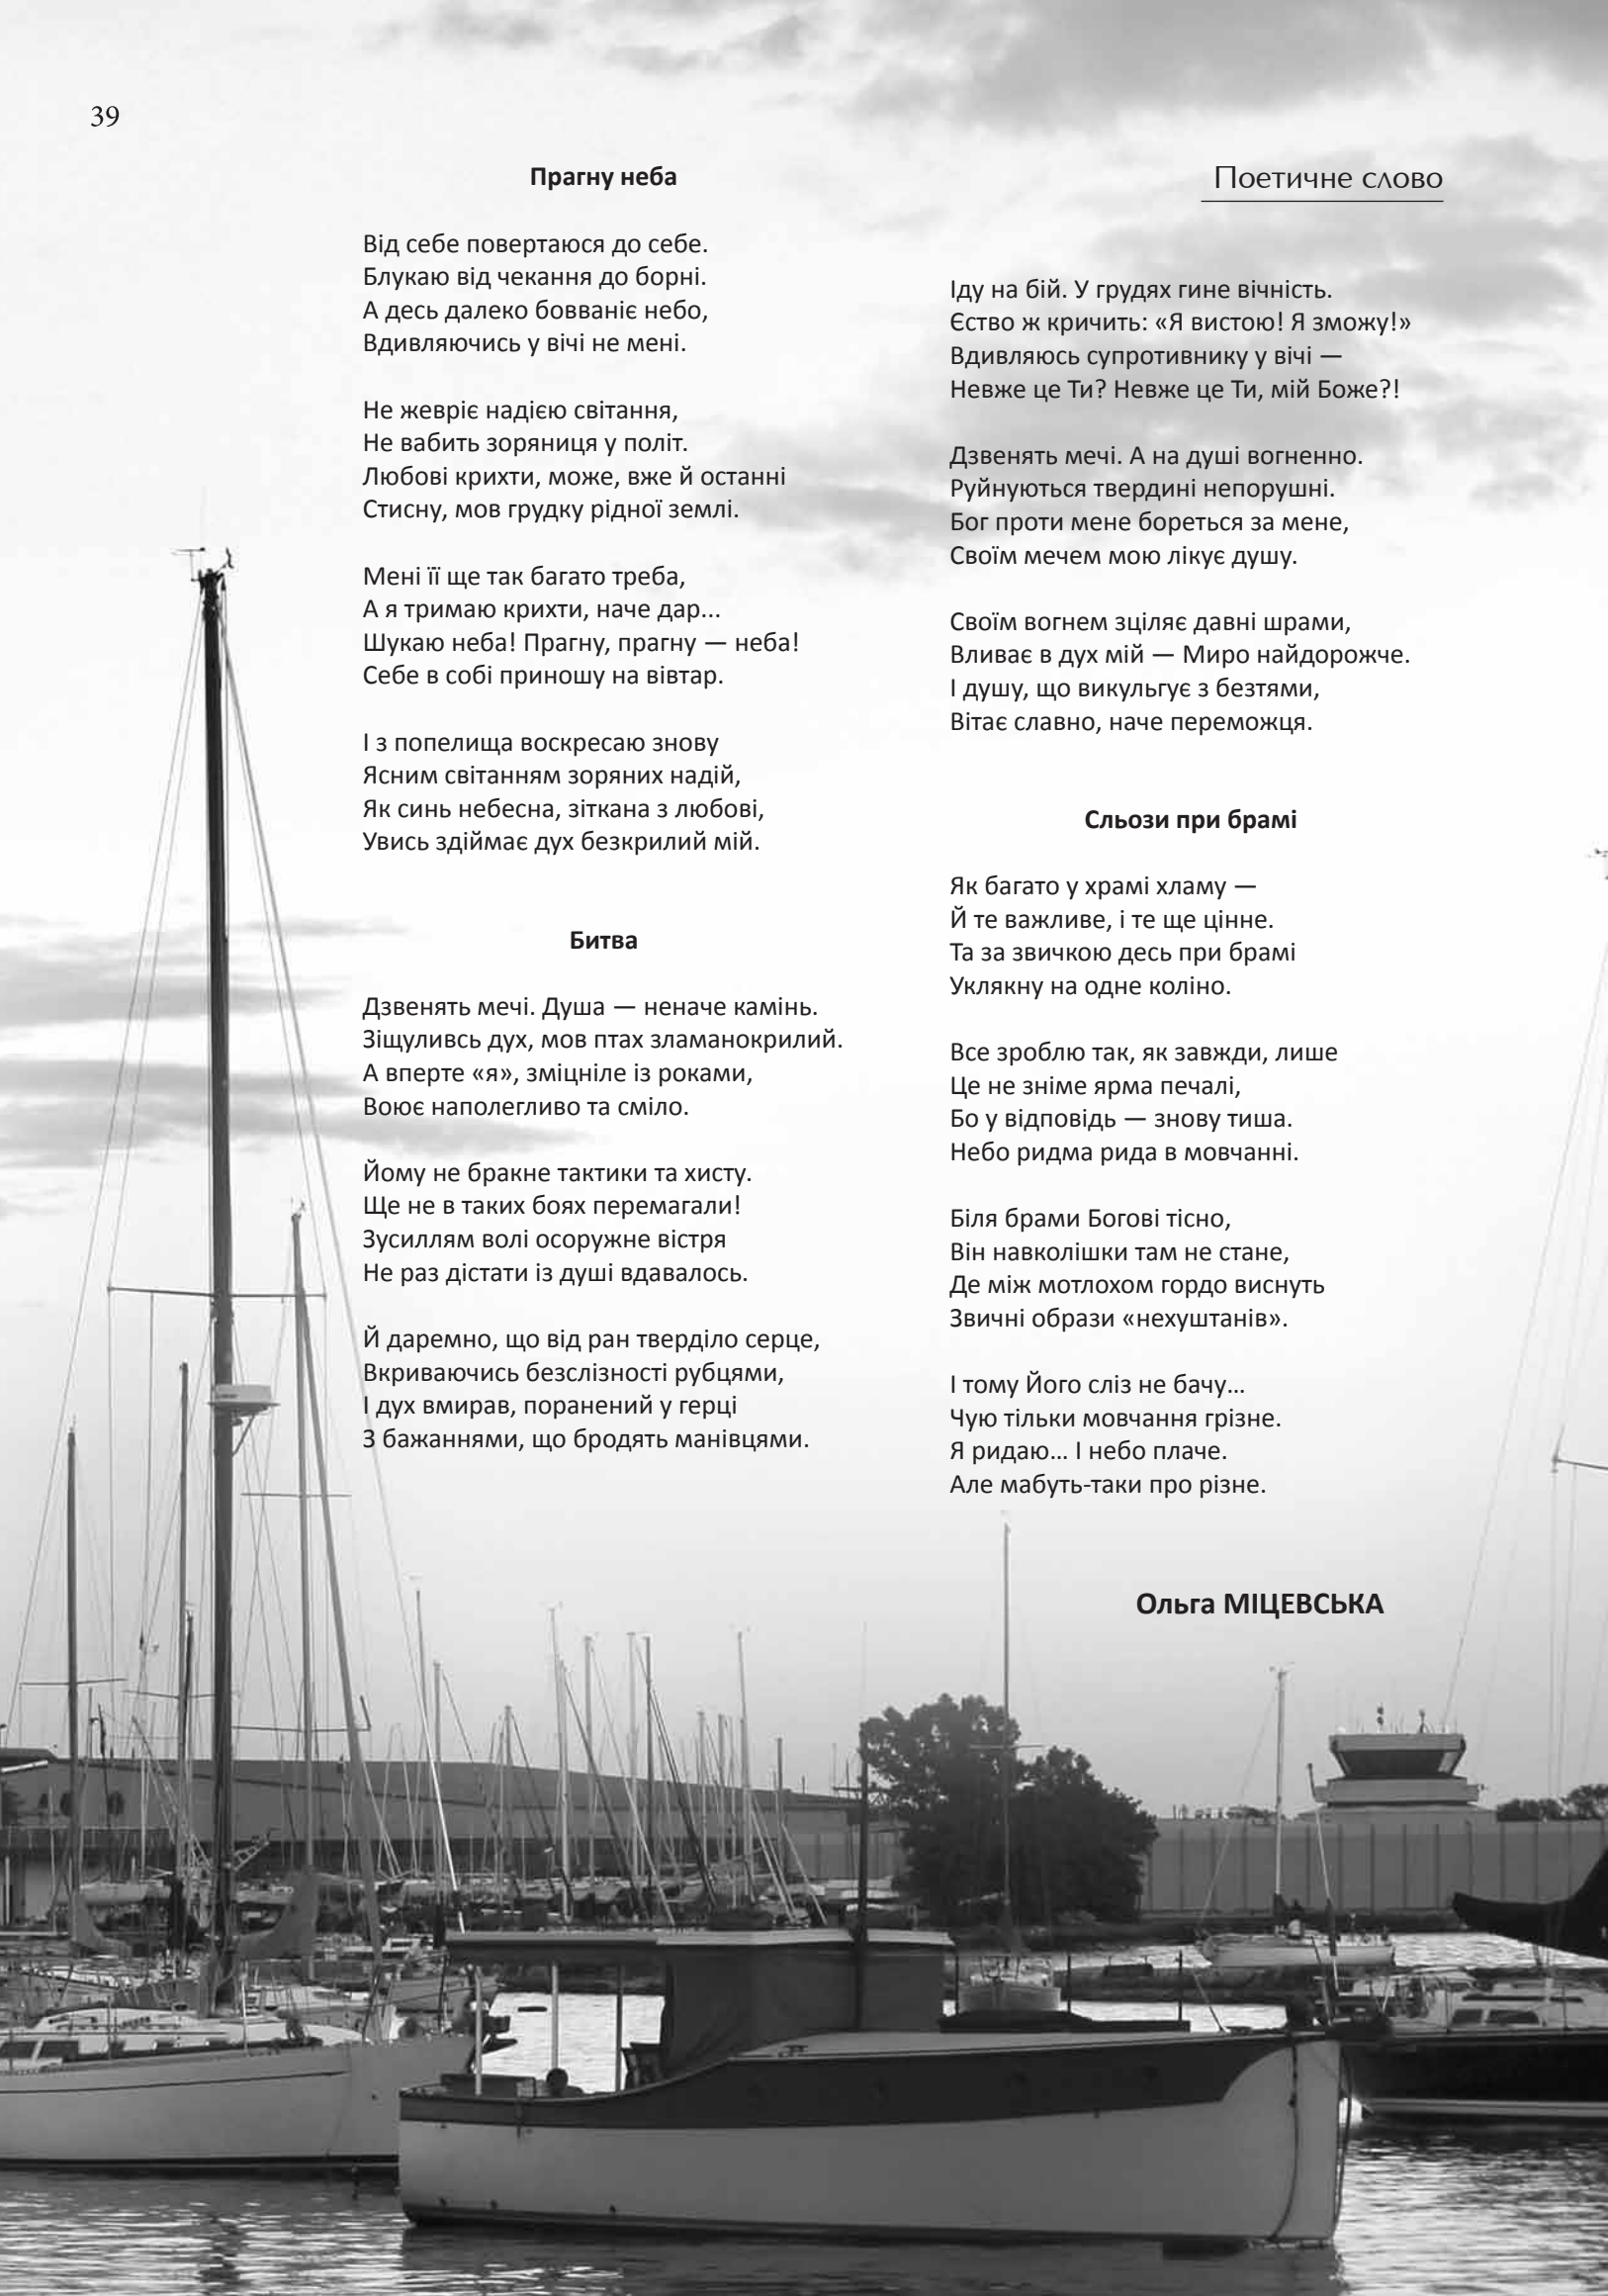 39
Поетичне слово
Прагну неба
Від себе повертаюся до себе.
Блукаю від чекання до борні.
А десь далеко бовваніє небо,
Вдивляючись у вічі не мені.
Не жевріє надією світання,
Не вабить зоряниця у політ.
Любові крихти, може, вже й останні
Стисну, мов грудку рідної землі.
Мені її ще так багато треба,
А я тримаю крихти, наче дар...
Шукаю неба! Прагну, прагну — неба!
Себе в собі приношу на вівтар.
І з попелища воскресаю знову
Ясним світанням зоряних надій,
Як синь небесна, зіткана з любові,
Увись здіймає дух безкрилий мій.
Битва
Дзвенять мечі. Душа — неначе камінь.
Зіщуливсь дух, мов птах зламанокрилий.
А вперте «я», зміцніле із роками,
Воює наполегливо та сміло.
Йому не бракне тактики та хисту.
Ще не в таких боях перемагали!
Зусиллям волі осоружне вістря
Не раз дістати із душі вдавалось.
Й даремно, що від ран тверділо серце,
Вкриваючись безслізності рубцями,
І дух вмирав, поранений у герці
З бажаннями, що бродять манівцями.
Іду на бій. У грудях гине вічність.
Єство ж кричить: «Я вистою! Я зможу!»
Вдивляюсь супротивнику у вічі —
Невже це Ти? Невже це Ти, мій Боже?!
Дзвенять мечі. А на душі вогненно.
Руйнуються твердині непорушні.
Бог проти мене бореться за мене,
Своїм мечем мою лікує душу.
Своїм вогнем зціляє давні шрами,
Вливає в дух мій — Миро найдорожче.
І душу, що викульгує з безтями,
Вітає славно, наче переможця.
Сльози при брамі
Як багато у храмі хламу —
Й те важливе, і те ще цінне.
Та за звичкою десь при брамі
Уклякну на одне коліно.
Все зроблю так, як завжди, лише
Це не зніме ярма печалі,
Бо у відповідь — знову тиша.
Небо ридма рида в мовчанні.
Біля брами Богові тісно,
Він навколішки там не стане,
Де між мотлохом гордо виснуть
Звичні образи «нехуштанів».
І тому Його сліз не бачу...
Чую тільки мовчання грізне.
Я ридаю... І небо плаче.
Але мабуть-таки про різне.
Ольга МІЦЕВСЬКА